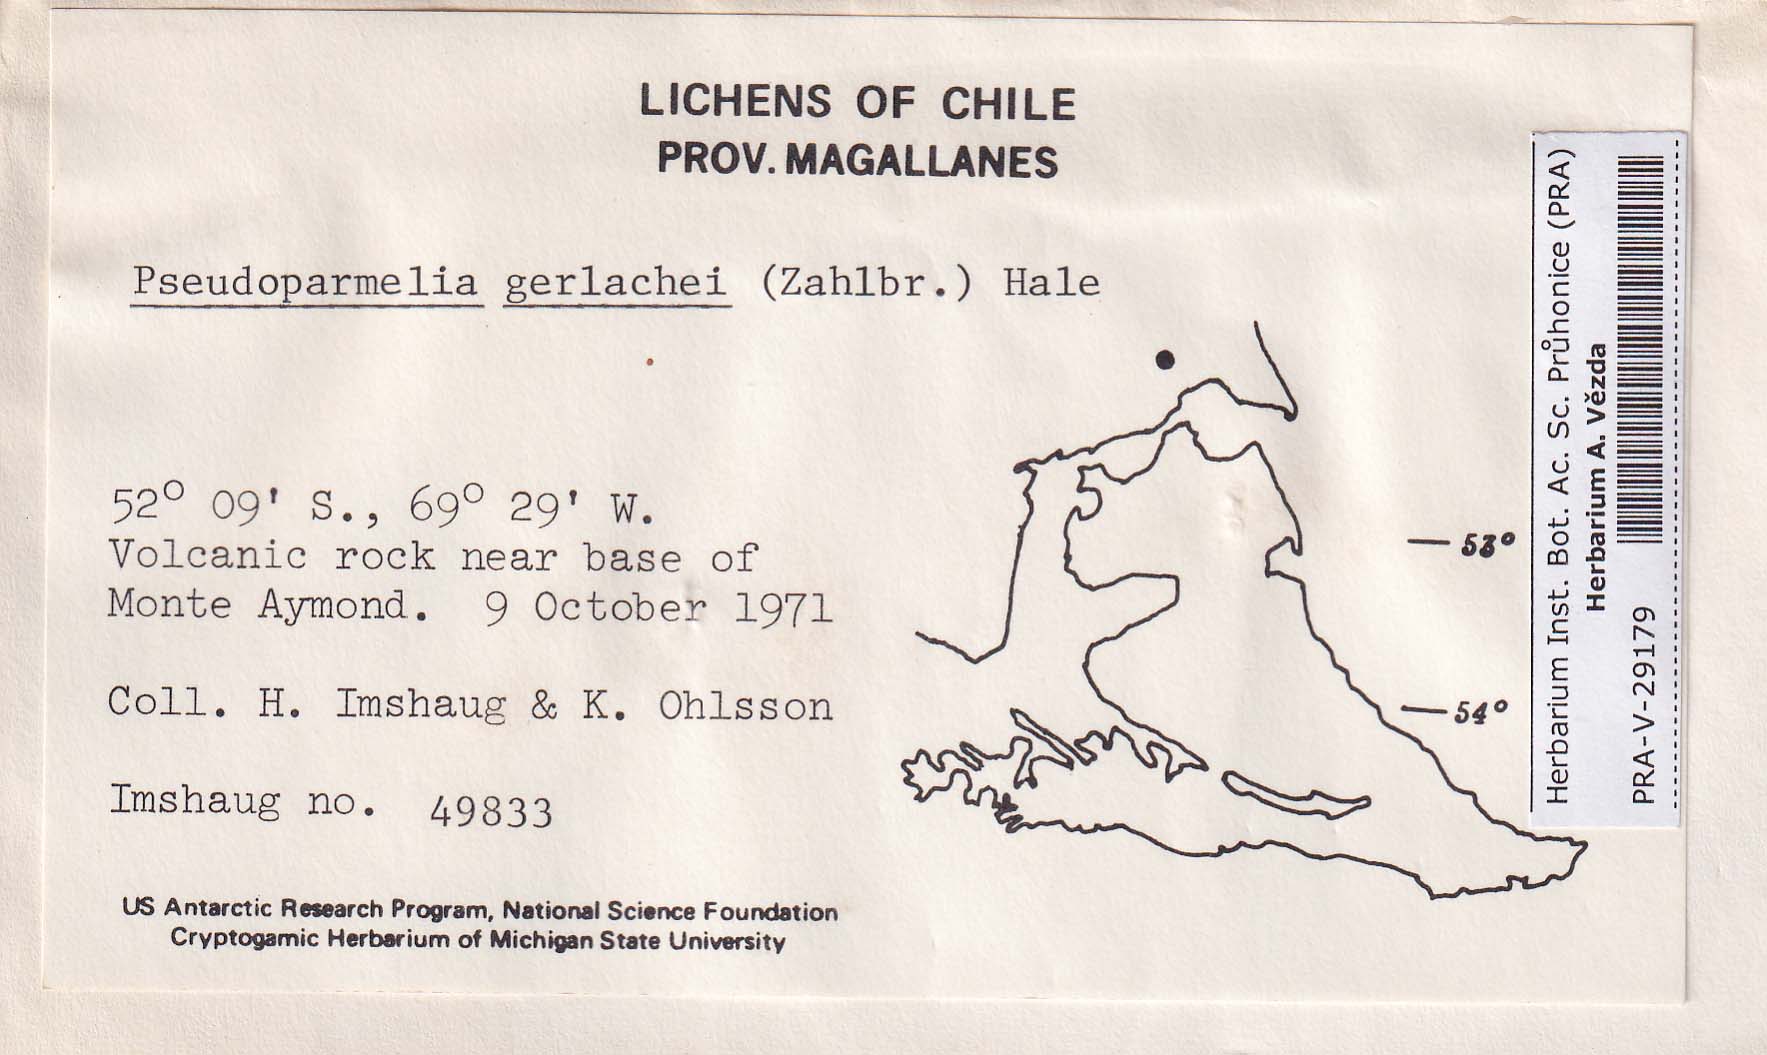 LICHENS OF CHILE
PROV. MAGALLANES
Pseudoparmelia gerlachei (Zahlbr.) Hale
52° 09' S., 69° 29' W.
Volcanic rock near base of
Monte Aymond. 9 October 1971
Coll. H. Imshaug & K. Ohlsson
Imshaug no. 49833
US Antarctic Research Program, National Science Foundation
Cryptogamic Herbarium of Michigan State University
— 53°
— 54°
Herbarium Inst. Bot. Ac. Sc. Průhonice (PRA)
Herbarium A. Vězda
PRA-V-29179